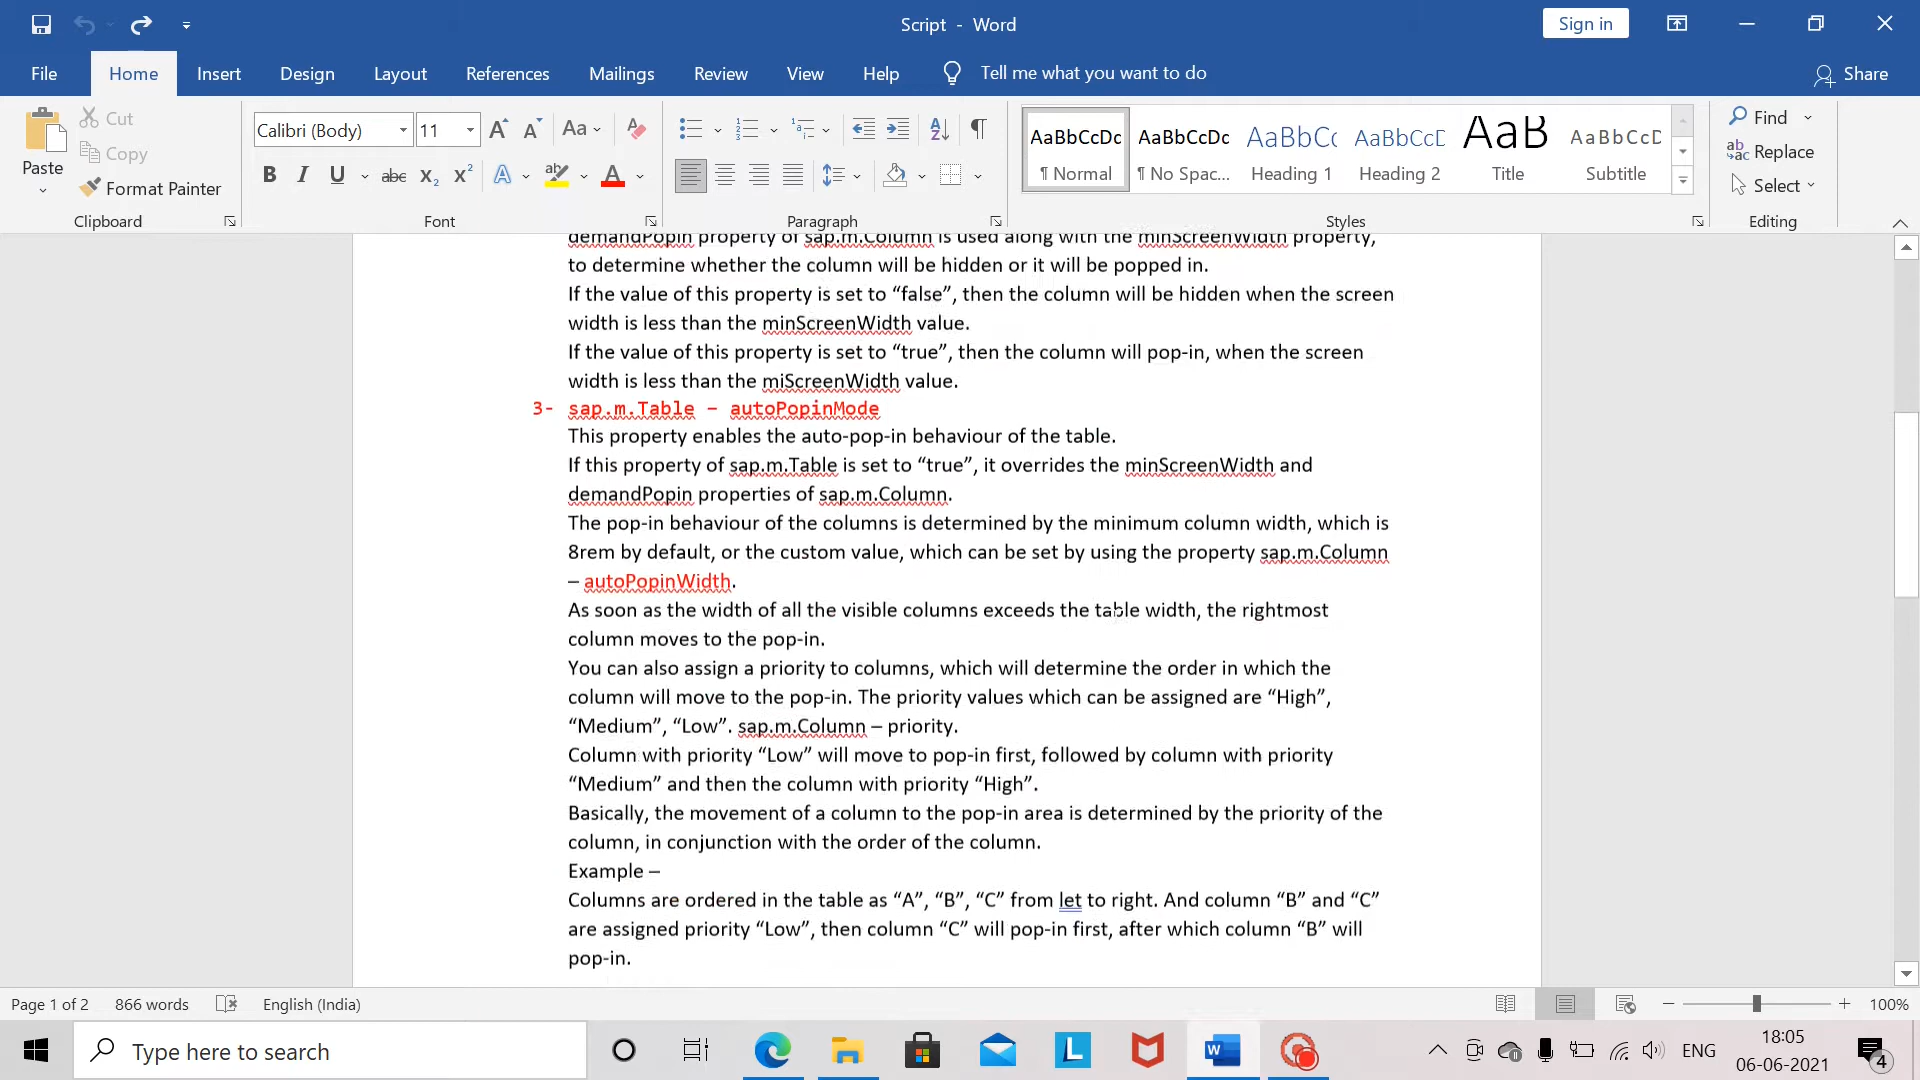 Script - Word
Sign in
File Home Insert Design Layout References Mailings Review View Help Tell me what you want to do Share
Paste
Cut
Copy
Format Painter
Clipboard
Calibri (Body) 11
Font
Paragraph
AaBbCcDc AaBbCcDc AaBbCc AaBbCcD AaB AaBbCcD
¶ Normal ¶ No Spac... Heading 1 Heading 2 Title Subtitle
Styles
Find
Replace
Select
Editing
demandPopin property of sap.m.Column is used along with the minScreenWidth property,
to determine whether the column will be hidden or it will be popped in.
If the value of this property is set to “false”, then the column will be hidden when the screen
width is less than the minScreenWidth value.
If the value of this property is set to “true”, then the column will pop-in, when the screen
width is less than the miScreenWidth value.
3- sap.m.Table – autoPopinMode
This property enables the auto-pop-in behaviour of the table.
If this property of sap.m.Table is set to “true”, it overrides the minScreenWidth and
demandPopin properties of sap.m.Column.
The pop-in behaviour of the columns is determined by the minimum column width, which is
8rem by default, or the custom value, which can be set by using the property sap.m.Column
– autoPopinWidth.
As soon as the width of all the visible columns exceeds the table width, the rightmost
column moves to the pop-in.
You can also assign a priority to columns, which will determine the order in which the
column will move to the pop-in. The priority values which can be assigned are “High”,
“Medium”, “Low”. sap.m.Column – priority.
Column with priority “Low” will move to pop-in first, followed by column with priority
“Medium” and then the column with priority “High”.
Basically, the movement of a column to the pop-in area is determined by the priority of the
column, in conjunction with the order of the column.
Example –
Columns are ordered in the table as “A”, “B”, “C” from let to right. And column “B” and “C”
are assigned priority “Low”, then column “C” will pop-in first, after which column “B” will
pop-in.
Page 1 of 2 866 words English (India) 100%
Type here to search
ENG
18:05
06-06-2021
4